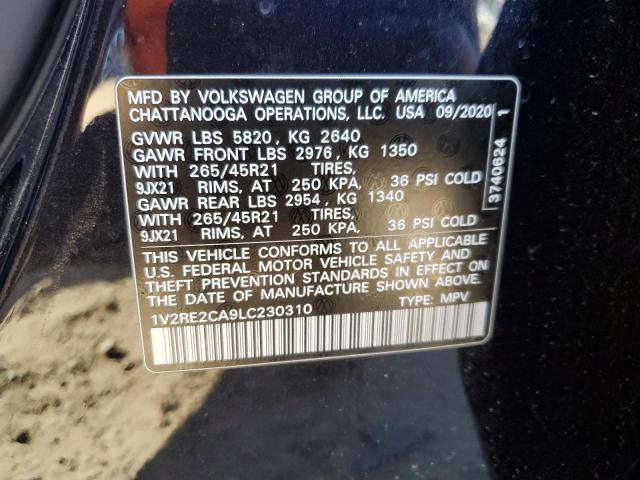 MFD BY VOLKSWAGEN GROUP OF AMERICA
CHATTANOOGA OPERATIONS, LLC. USA 09/2020
GVWR LBS 5820, KG 2640
GAWR FRONT LBS 2976, KG 1350
WITH 265/45R21 TIRES,
9JX21 RIMS, AT 250 KPA, 36 PSI COLD
GAWR REAR LBS 2954, KG 1340
WITH 265/45R21 TIRES,
9JX21 RIMS, AT 250 KPA, 36 PSI COLD
THIS VEHICLE CONFORMS TO ALL APPLICABLE
U.S. FEDERAL MOTOR VEHICLE SAFETY AND
THEFT PREVENTION STANDARDS IN EFFECT ON
THE DATE OF MANUFACTURE SHOWN ABOVE.
1V2RE2CA9LC230310 TYPE: MPV
3740624 1